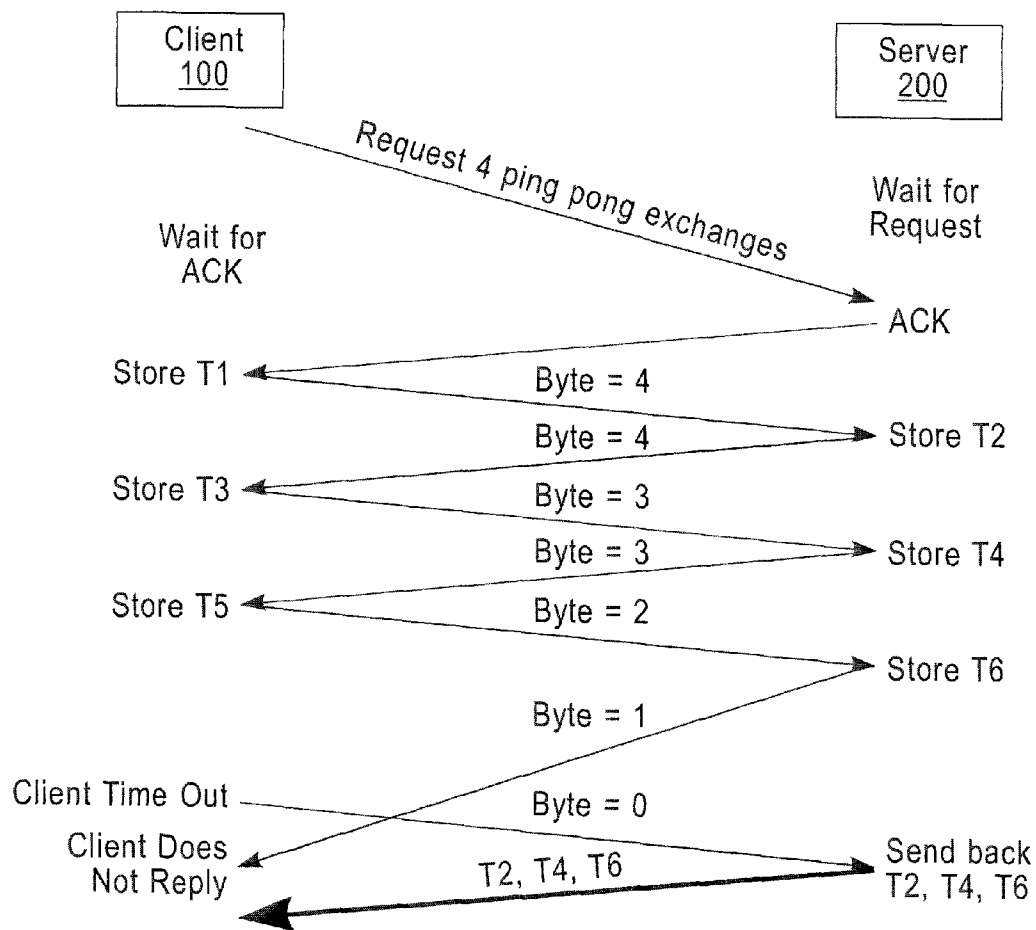 Client
100
Server
200
Request 4 ping pong exchanges
Wait for
Request
Wait for
ACK
ACK
Store T1
Byte = 4
Store T2
Byte = 4
Store T3
Byte = 3
Store T4
Byte = 3
Store T5
Byte = 2
Store T6
Byte = 1
Client Time Out
Byte = 0
Client Does
Not Reply
T2, T4, T6
Send back
T2, T4, T6